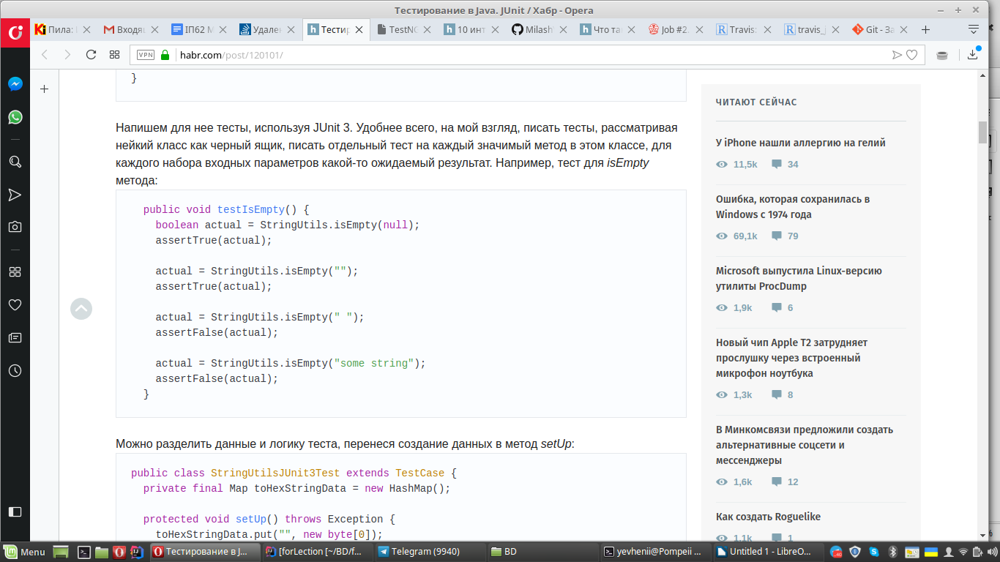 Тестирование в Java. JUnit / Хабр - Opera
Пила:
Входящ
ІП62 М
Удален
Тестир
TestNG
10 инт
Milash
Что та
Job #2.
Travis:
travis_j
Git - За
VPN
habr.com/post/120101/
}
Напишем для нее тесты, используя JUnit 3. Удобнее всего, на мой взгляд, писать тесты, рассматривая
нейкий класс как черный ящик, писать отдельный тест на каждый значимый метод в этом классе, для
каждого набора входных параметров какой-то ожидаемый результат. Например, тест для isEmpty
метода:
public void testIsEmpty() {
boolean actual = StringUtils.isEmpty(null);
assertTrue(actual);
actual = StringUtils.isEmpty("");
assertTrue(actual);
actual = StringUtils.isEmpty(" ");
assertFalse(actual);
actual = StringUtils.isEmpty("some string");
assertFalse(actual);
}
Можно разделить данные и логику теста, перенеся создание данных в метод setUp:
public class StringUtilsJUnit3Test extends TestCase {
private final Map toHexStringData = new HashMap();
protected void setUp() throws Exception {
toHexStringData.put("", new byte[0]);
ЧИТАЮТ СЕЙЧАС
У iPhone нашли аллергию на гелий
11,5k 34
Ошибка, которая сохранилась в
Windows с 1974 года
69,1k 79
Microsoft выпустила Linux-версию
утилиты ProcDump
1,9k 6
Новый чип Apple T2 затрудняет
прослушку через встроенный
микрофон ноутбука
1,3k 8
В Минкомсвязи предложили создать
альтернативные соцсети и
мессенджеры
1,6k 12
Как создать Roguelike
1,1k 1
Menu
Тестирование в J...
[forLection [~/BD/f...
Telegram (9940)
BD
yevhenii@Pompeii ...
Untitled 1 - LibreO...